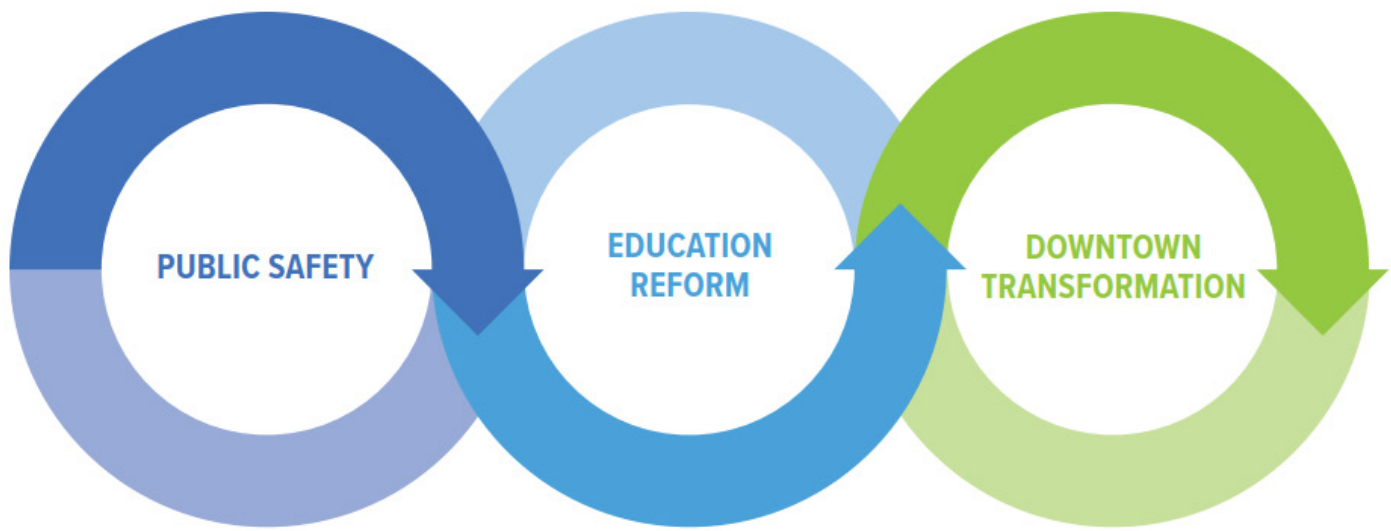 PUBLIC SAFETY
EDUCATION
REFORM
DOWNTOWN
TRANSFORMATION